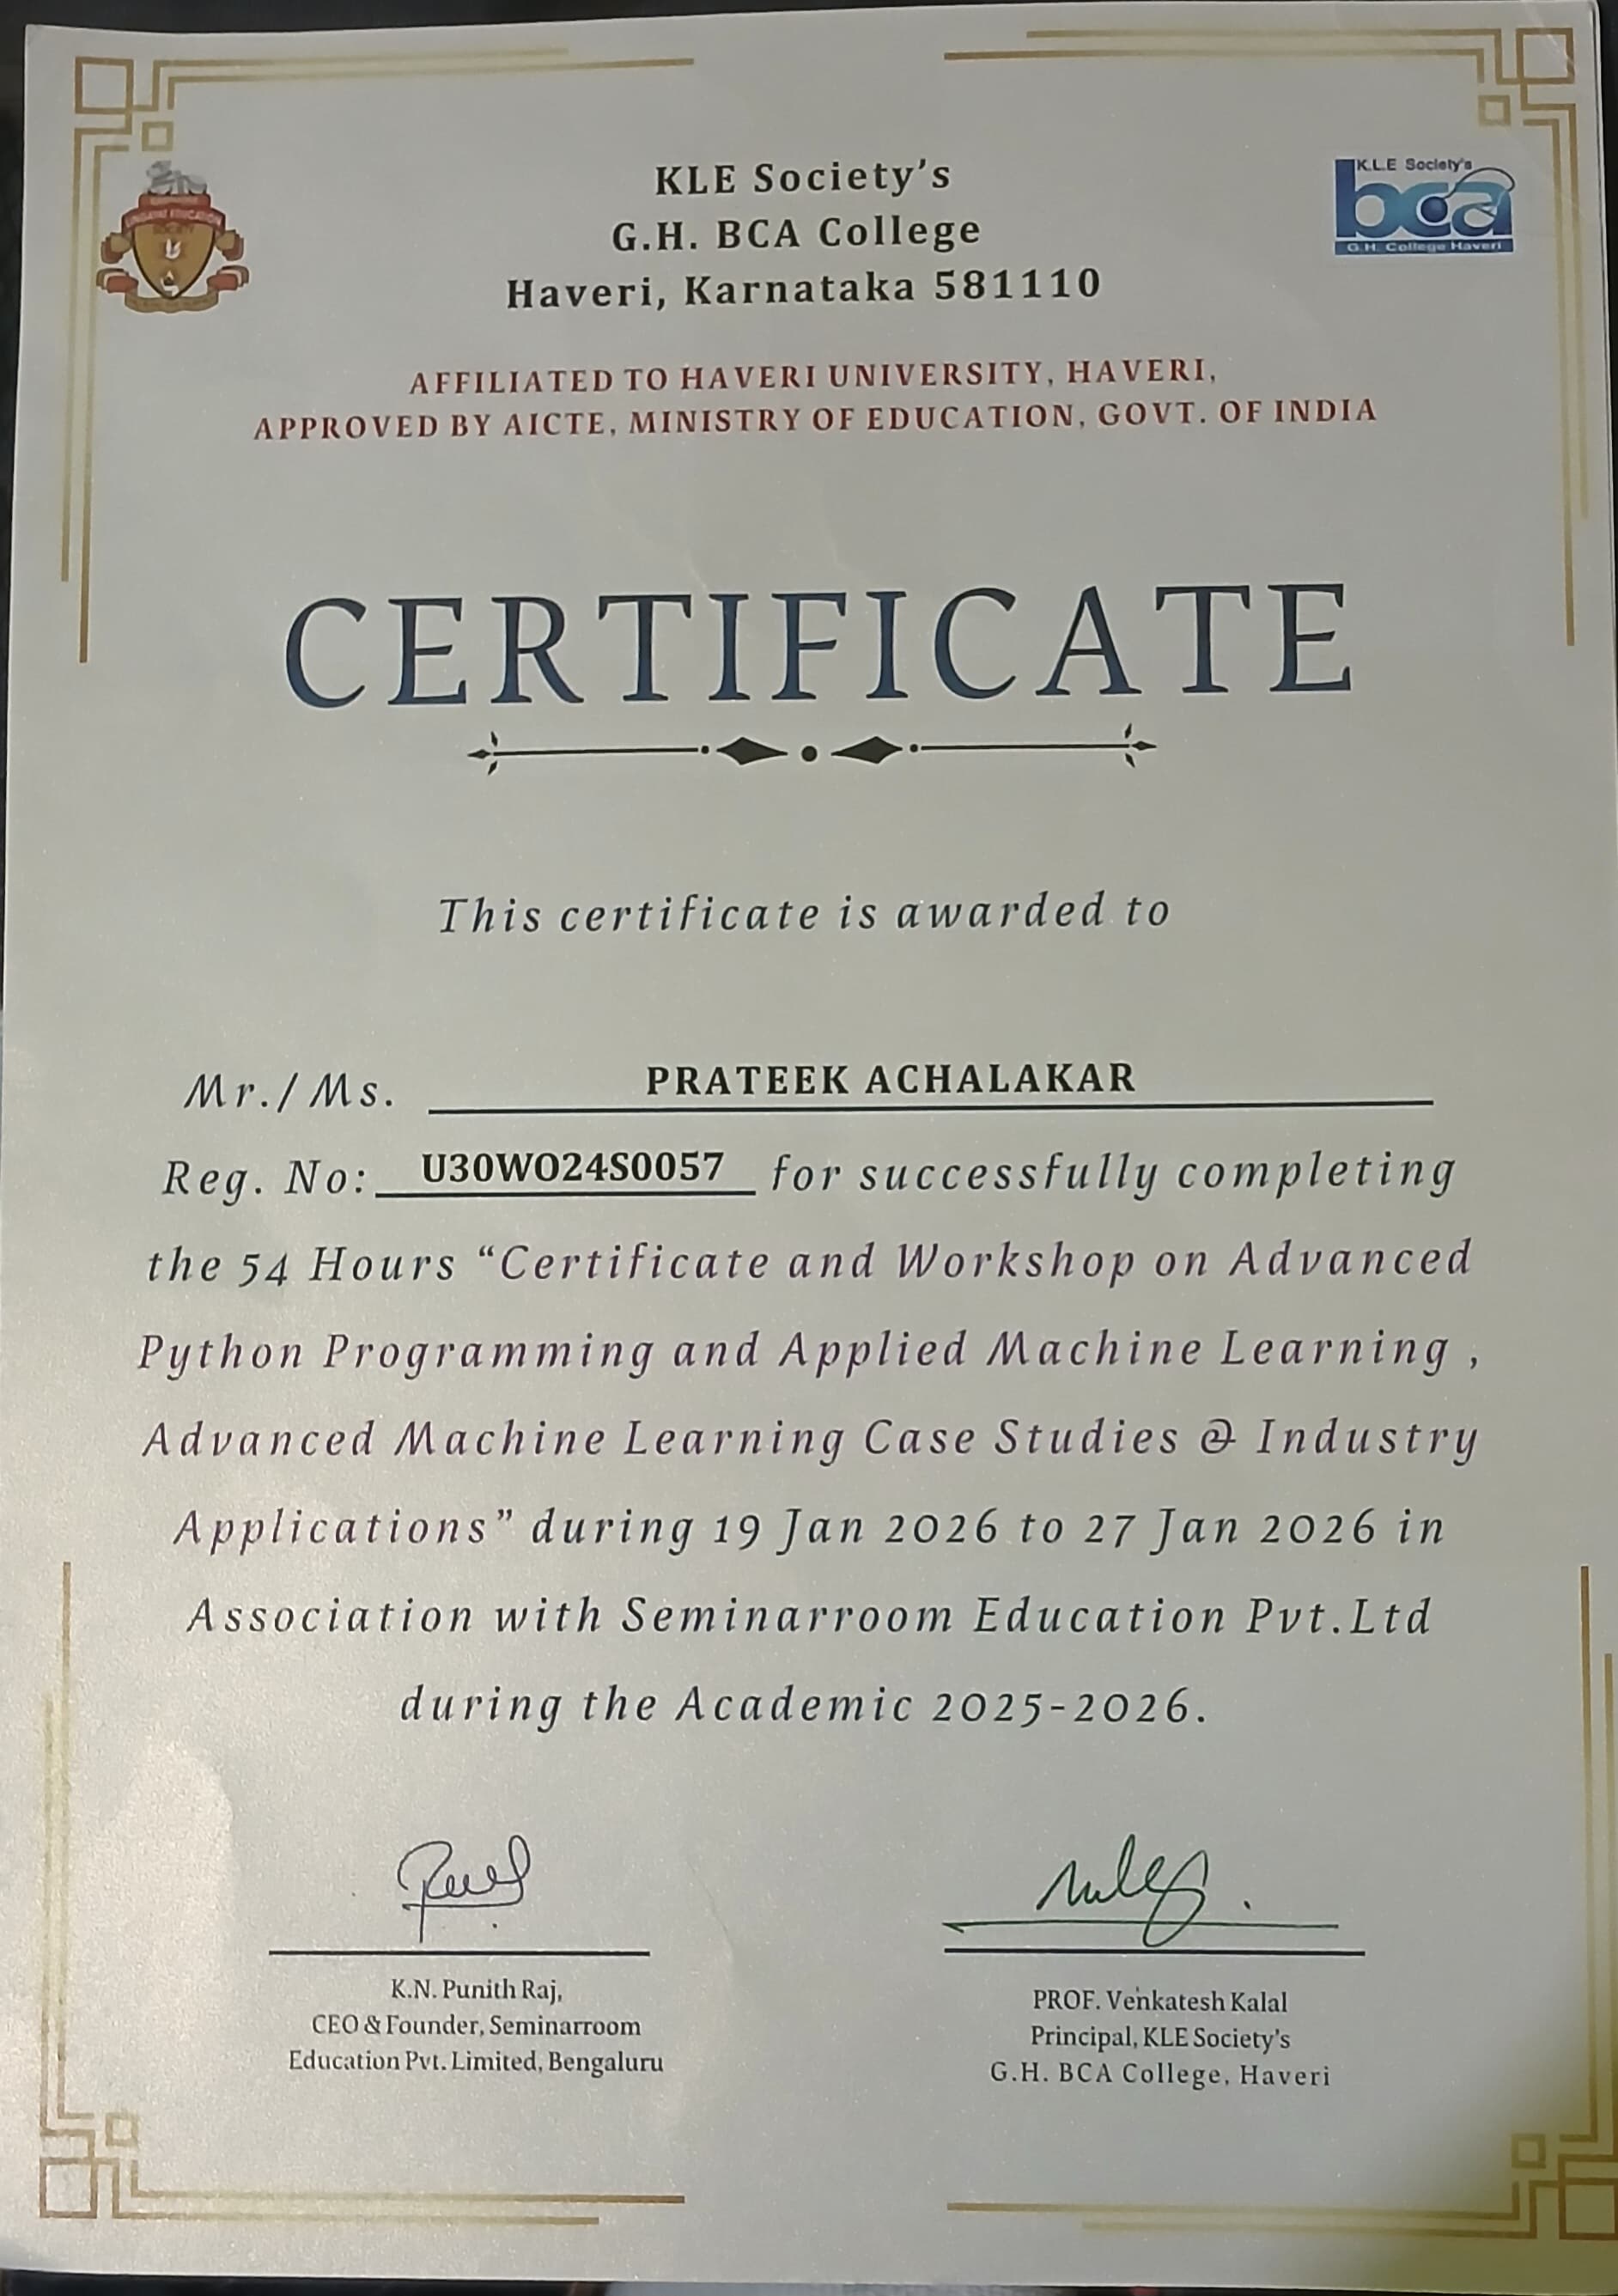 KLE Society's
G.H. BCA College
Haveri, Karnataka 581110
K.L.E Society's
bca
G.H. College Haveri
AFFILIATED TO HAVERI UNIVERSITY, HAVERI,
APPROVED BY AICTE, MINISTRY OF EDUCATION, GOVT. OF INDIA
CERTIFICATE
This certificate is awarded to
Mr./Ms. PRATEEK ACHALAKAR
Reg. No: U30WO24S0057 for successfully completing
the 54 Hours “Certificate and Workshop on Advanced
Python Programming and Applied Machine Learning ,
Advanced Machine Learning Case Studies & Industry
Applications” during 19 Jan 2026 to 27 Jan 2026 in
Association with Seminarroom Education Pvt.Ltd
during the Academic 2025-2026.
K.N. Punith Raj,
CEO & Founder, Seminarroom
Education Pvt. Limited, Bengaluru
PROF. Venkatesh Kalal
Principal, KLE Society's
G.H. BCA College, Haveri